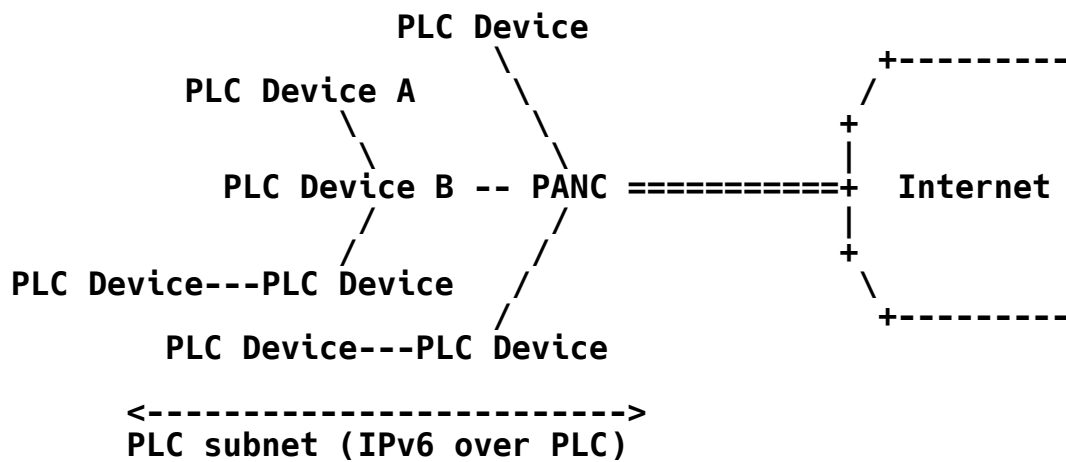 PLC Device
PLC Device A
PLC Device B -- PANC ===========+ Internet
PLC Device---PLC Device
PLC Device---PLC Device
<------------------------->
PLC subnet (IPv6 over PLC)